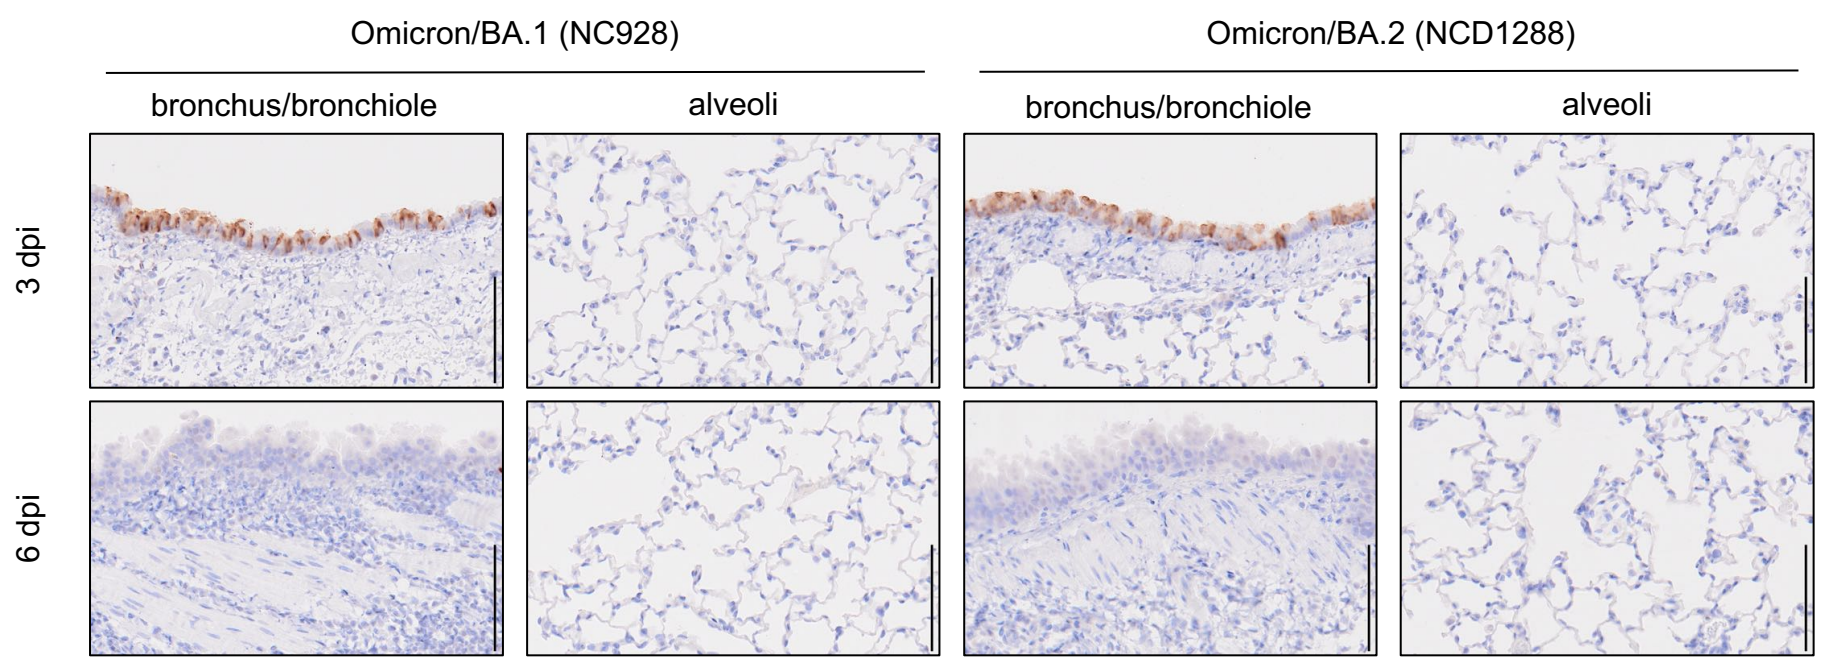 Omicron/BA.1 (NC928)
Omicron/BA.2 (NCD1288)
bronchus/bronchiole
alveoli
bronchus/bronchiole
alveoli
3 dpi
6 dpi